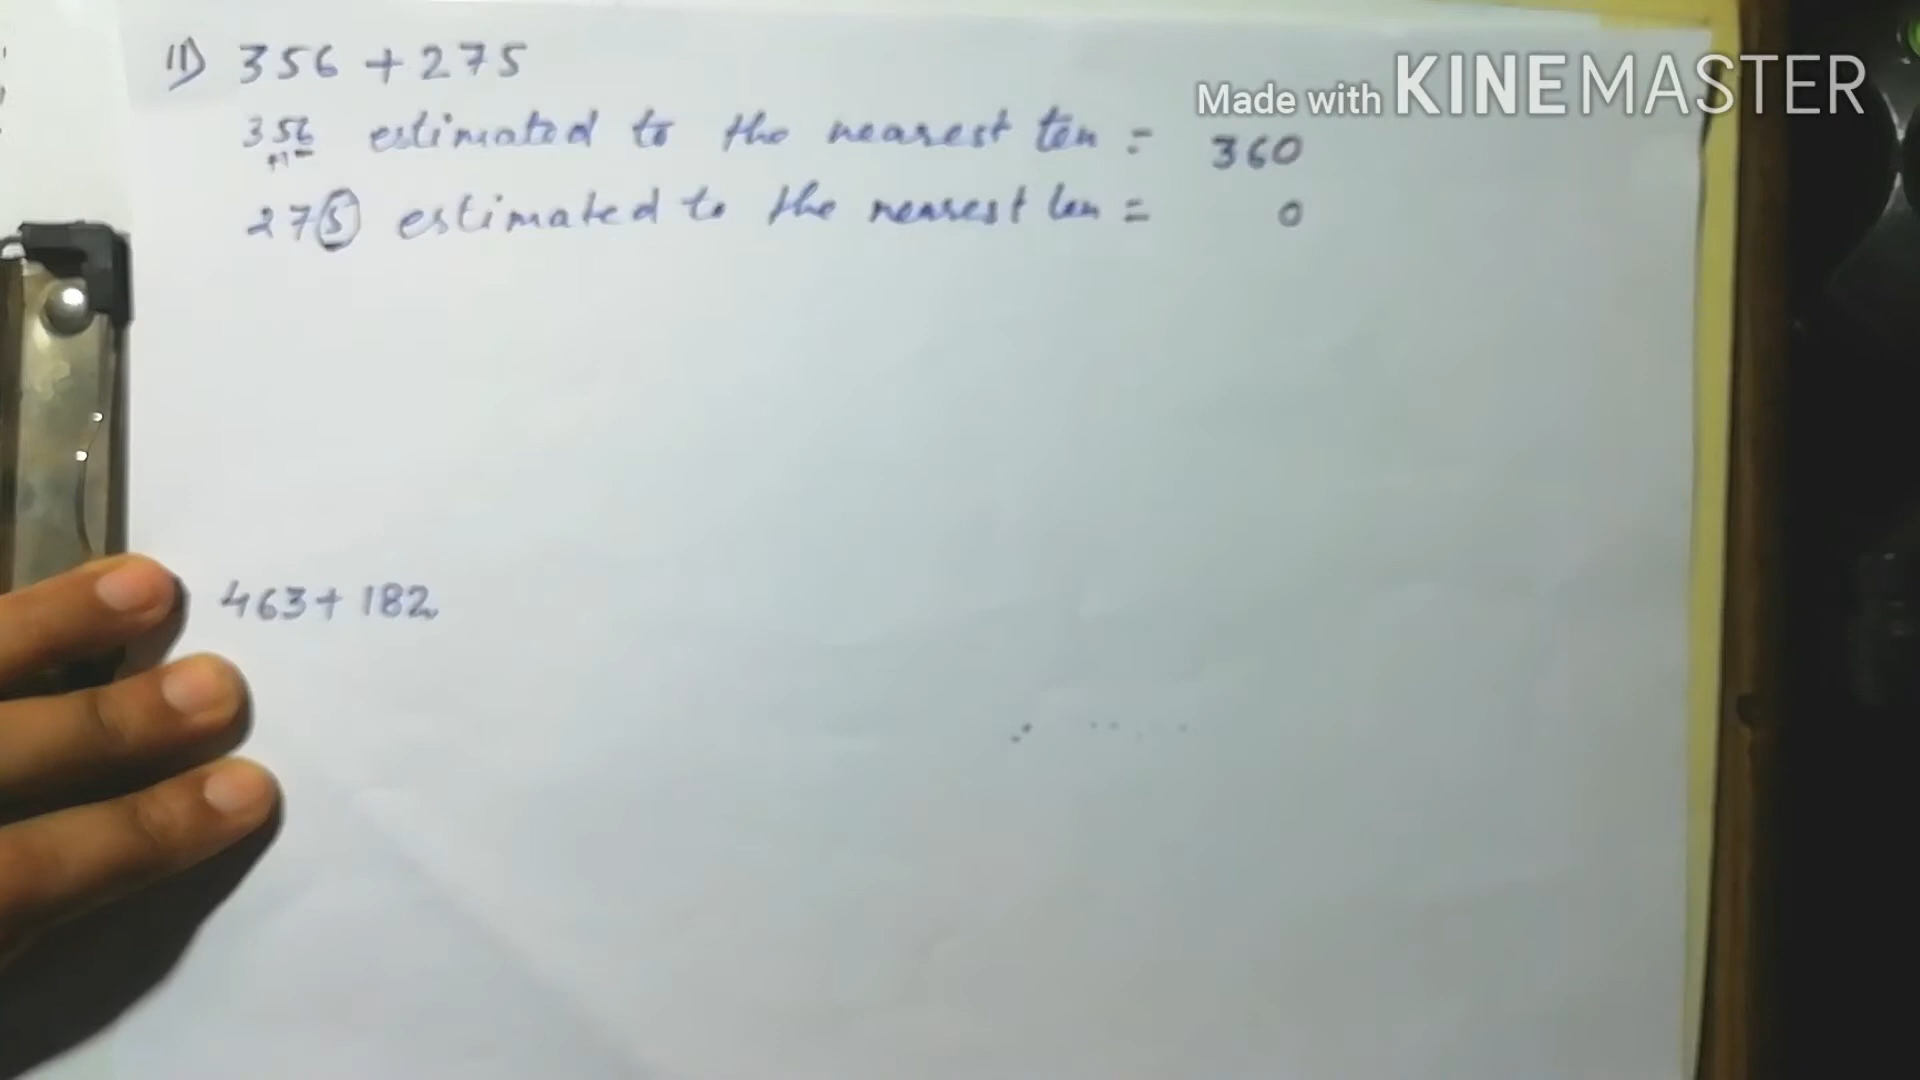 11) 356 + 275
Made with KINEMASTER
356 estimated to the nearest ten = 360
+1
275 estimated to the nearest ten = 0
463 + 182